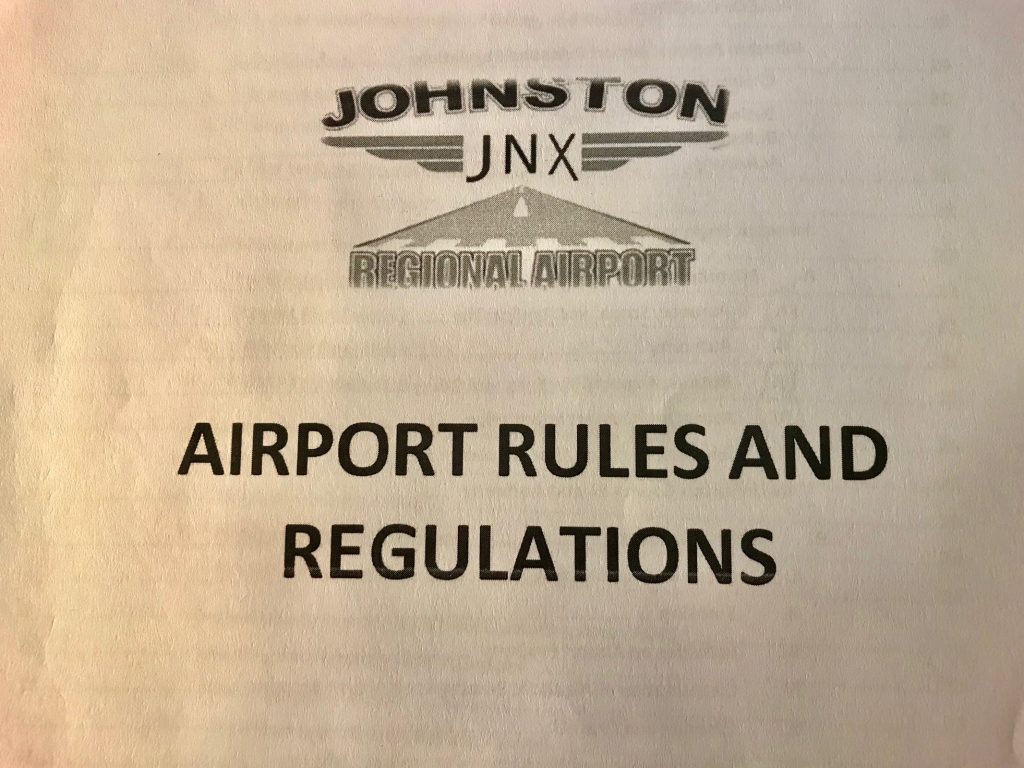 JOHNSTON
JNX
REGIONAL AIRPORT
AIRPORT RULES AND
REGULATIONS